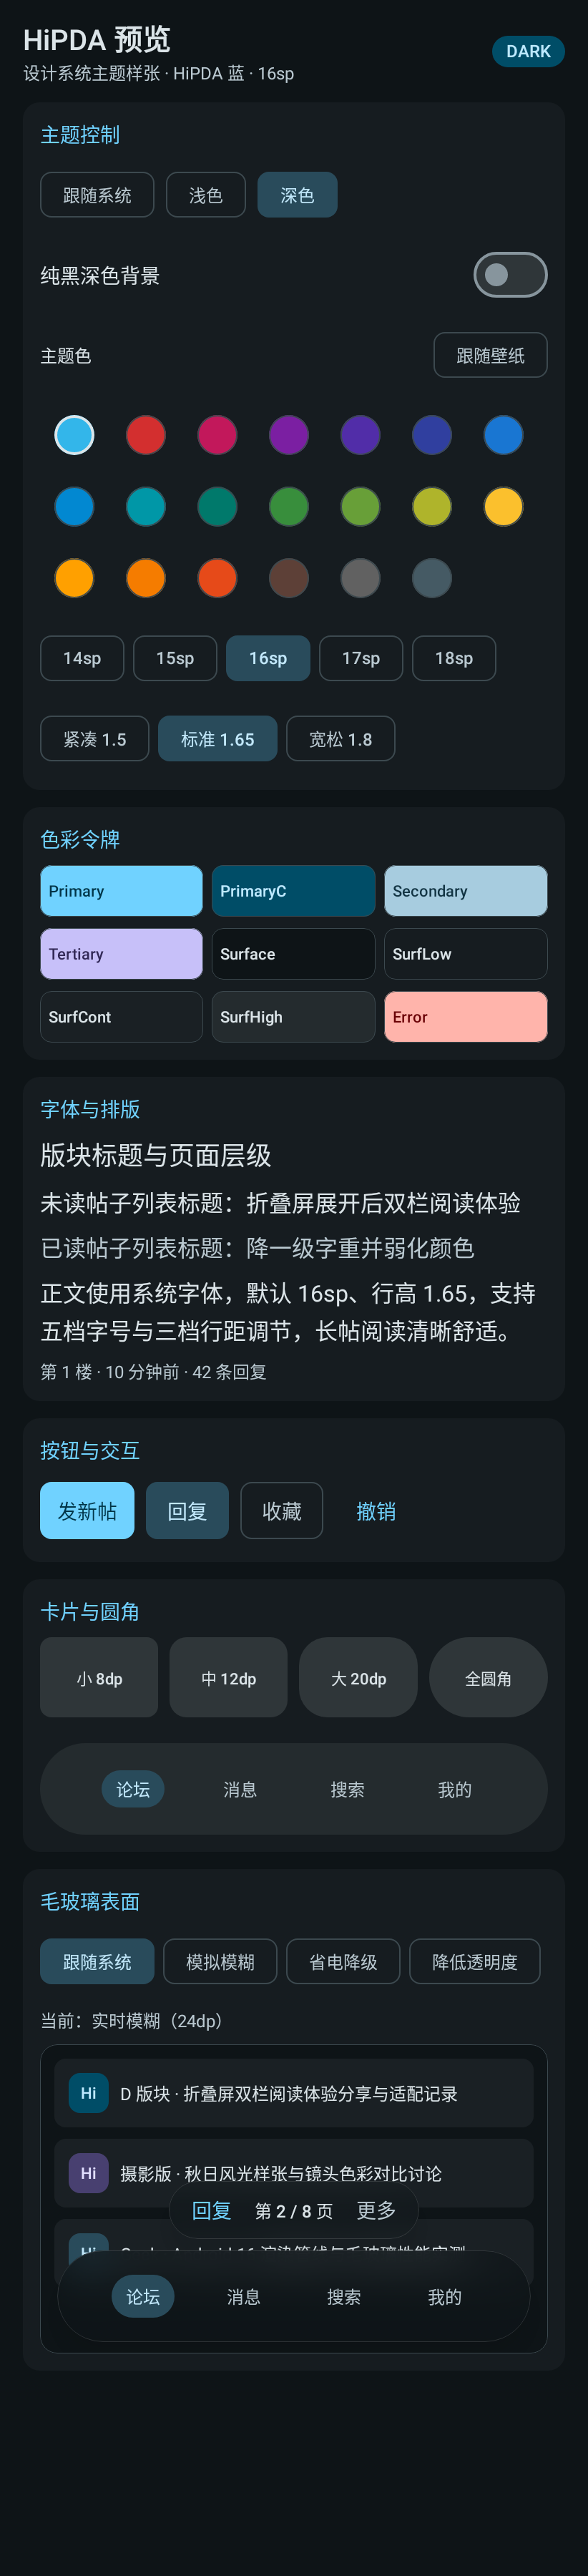 HiPDA 预览
设计系统主题样张 · HiPDA 蓝 · 16sp
DARK
主题控制
跟随系统 浅色 深色
纯黑深色背景
主题色 跟随壁纸
14sp 15sp 16sp 17sp 18sp
紧凑 1.5 标准 1.65 宽松 1.8
色彩令牌
Primary PrimaryC Secondary
Tertiary Surface SurfLow
SurfCont SurfHigh Error
字体与排版
版块标题与页面层级
未读帖子列表标题：折叠屏展开后双栏阅读体验
已读帖子列表标题：降一级字重并弱化颜色
正文使用系统字体，默认 16sp、行高 1.65，支持
五档字号与三档行距调节，长帖阅读清晰舒适。
第 1 楼 · 10 分钟前 · 42 条回复
按钮与交互
发新帖 回复 收藏 撤销
卡片与圆角
小 8dp 中 12dp 大 20dp 全圆角
论坛 消息 搜索 我的
毛玻璃表面
跟随系统 模拟模糊 省电降级 降低透明度
当前：实时模糊（24dp）
Hi D 版块 · 折叠屏双栏阅读体验分享与适配记录
Hi 摄影版 · 秋日风光样张与镜头色彩对比讨论
回复 第 2 / 8 页 更多
Hi
论坛 消息 搜索 我的